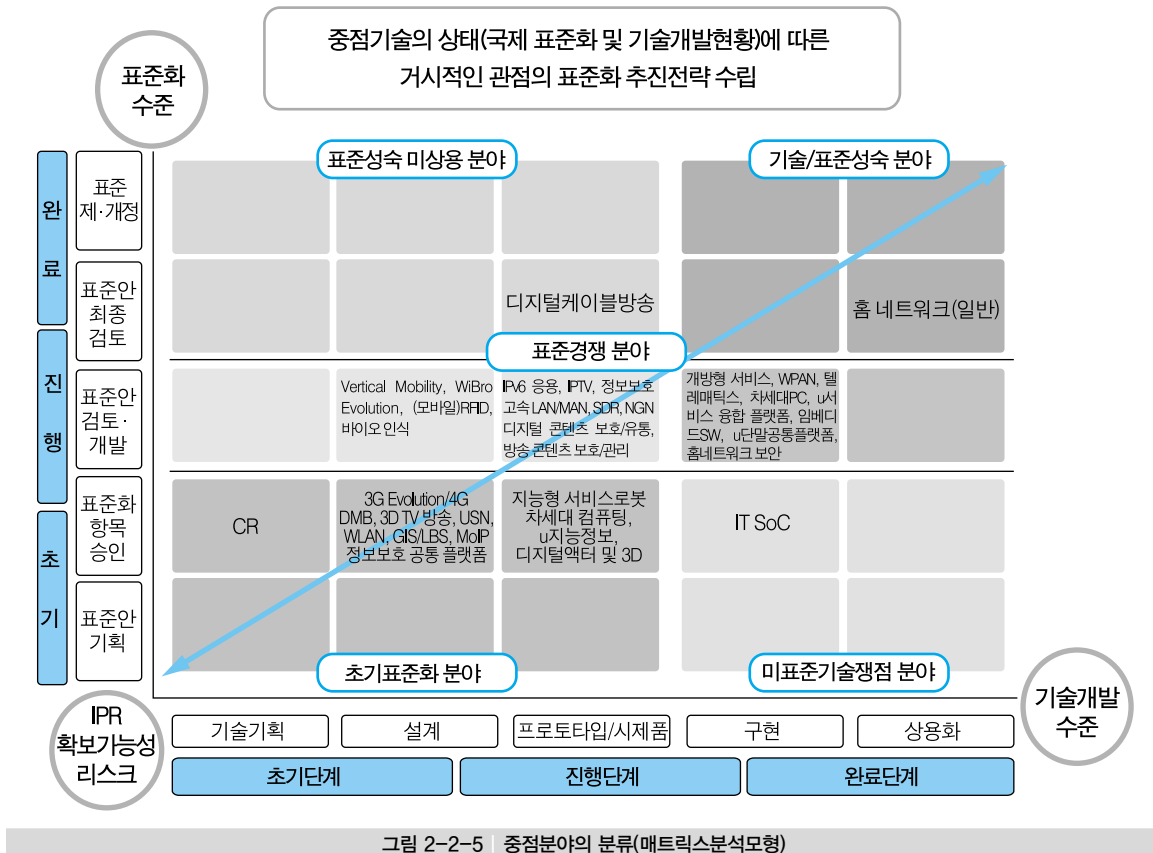 중점기술의 상태(국제 표준화 및 기술개발현황)에 따른
거시적인 관점의 표준화 추진전략 수립
표준화
수준
완
료
진
행
초
기
표준
제·개정
표준안
최종
검토
표준안
검토·
개발
표준화
항목
승인
표준안
기획
표준성숙 미상용 분야
기술/표준성숙 분야
디지털케이블방송
홈 네트워크(일반)
표준경쟁 분야
Vertical Mobility, WiBro
Evolution, (모바일)RFID,
바이오 인식
IPv6 응용, IPTV, 정보보호
고속 LAN/MAN, SDR, NGN
디지털 콘텐츠 보호/유통,
방송 콘텐츠 보호/관리
개방형 서비스, WPAN, 텔
레매틱스, 차세대PC, u서
비스 융합 플랫폼, 임베디
드SW, u단말공통플랫폼,
홈네트워크 보안
CR
3G Evolution/4G
DMB, 3D TV 방송, USN,
WLAN, GIS/LBS, MoIP
정보보호 공통 플랫폼
지능형 서비스로봇
차세대 컴퓨팅,
u지능정보,
디지털액터 및 3D
IT SoC
초기표준화 분야
미표준기술쟁점 분야
IPR
확보가능성
리스크
기술개발
수준
기술기획
설계
프로토타입/시제품
구현
상용화
초기단계
진행단계
완료단계
그림 2-2-5 | 중점분야의 분류(매트릭스분석모형)